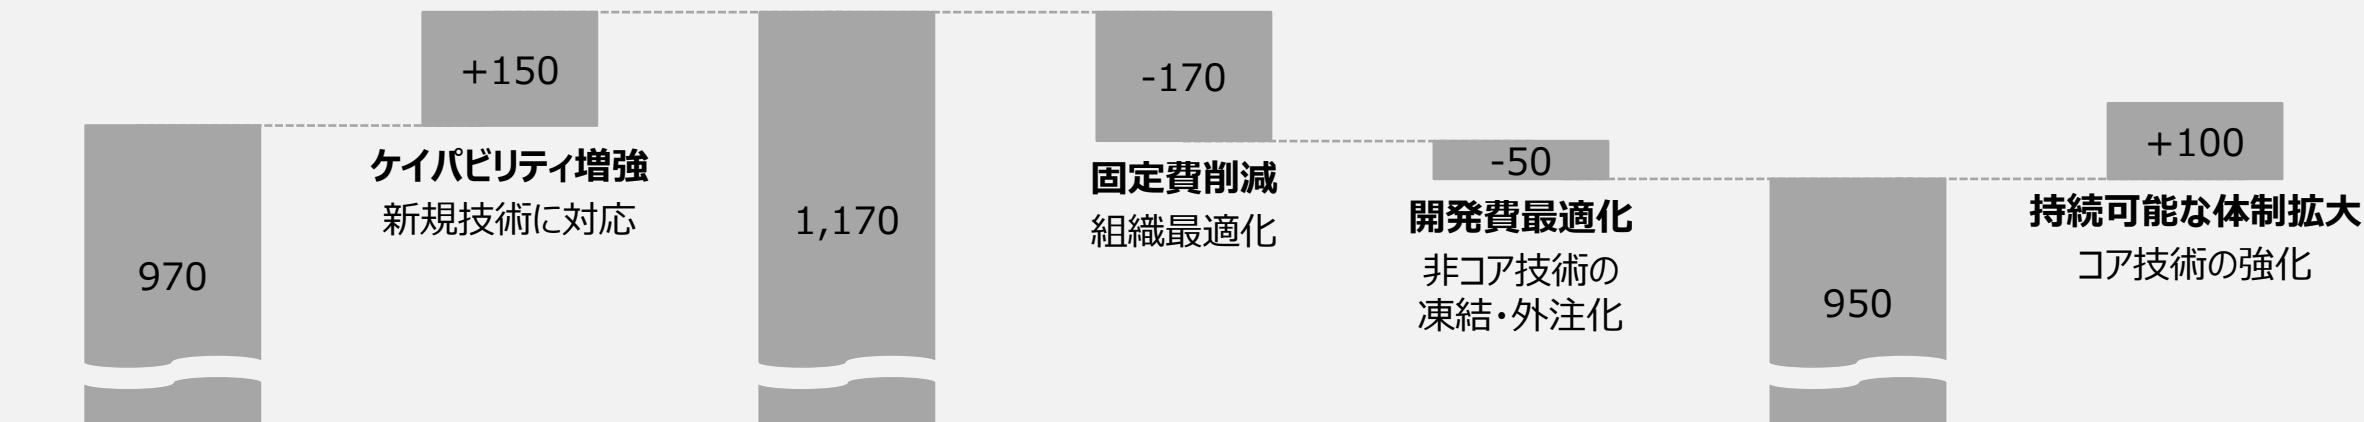 970
+150
ケイパビリティ増強
新規技術に対応
1,170
-170
固定費削減
組織最適化
-50
開発費最適化
非コア技術の
凍結・外注化
950
+100
持続可能な体制拡大
コア技術の強化